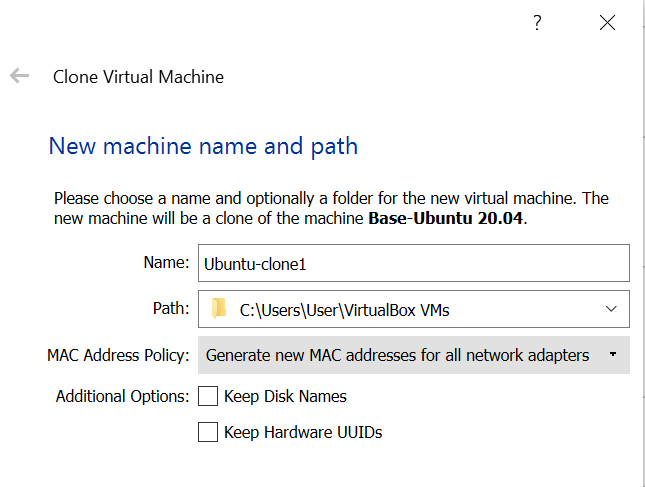 ?
Clone Virtual Machine
New machine name and path
Please choose a name and optionally a folder for the new virtual machine. The
new machine will be a clone of the machine Base-Ubuntu 20.04.
Name: Ubuntu-clone1
Path: C:\Users\User\VirtualBox VMs
MAC Address Policy: Generate new MAC addresses for all network adapters
Additional Options: Keep Disk Names
Keep Hardware UUIDs